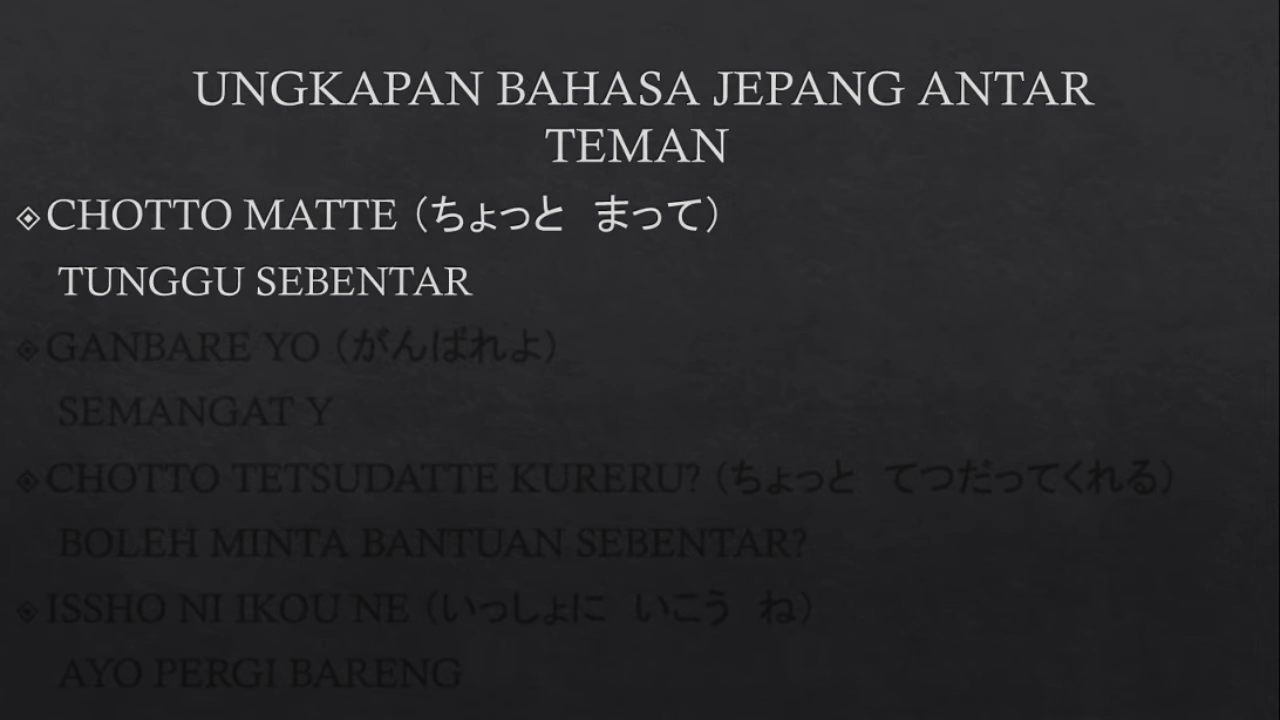 UNGKAPAN BAHASA JEPANG ANTAR
TEMAN
CHOTTO MATTE (ちょっと　まって)
TUNGGU SEBENTAR
GANBARE YO (がんばれよ)
SEMANGAT Y
CHOTTO TETSUDATTE KURERU? (ちょっと　てつだってくれる)
BOLEH MINTA BANTUAN SEBENTAR?
ISSHO NI IKOU NE (いっしょに　いこう　ね)
AYO PERGI BARENG